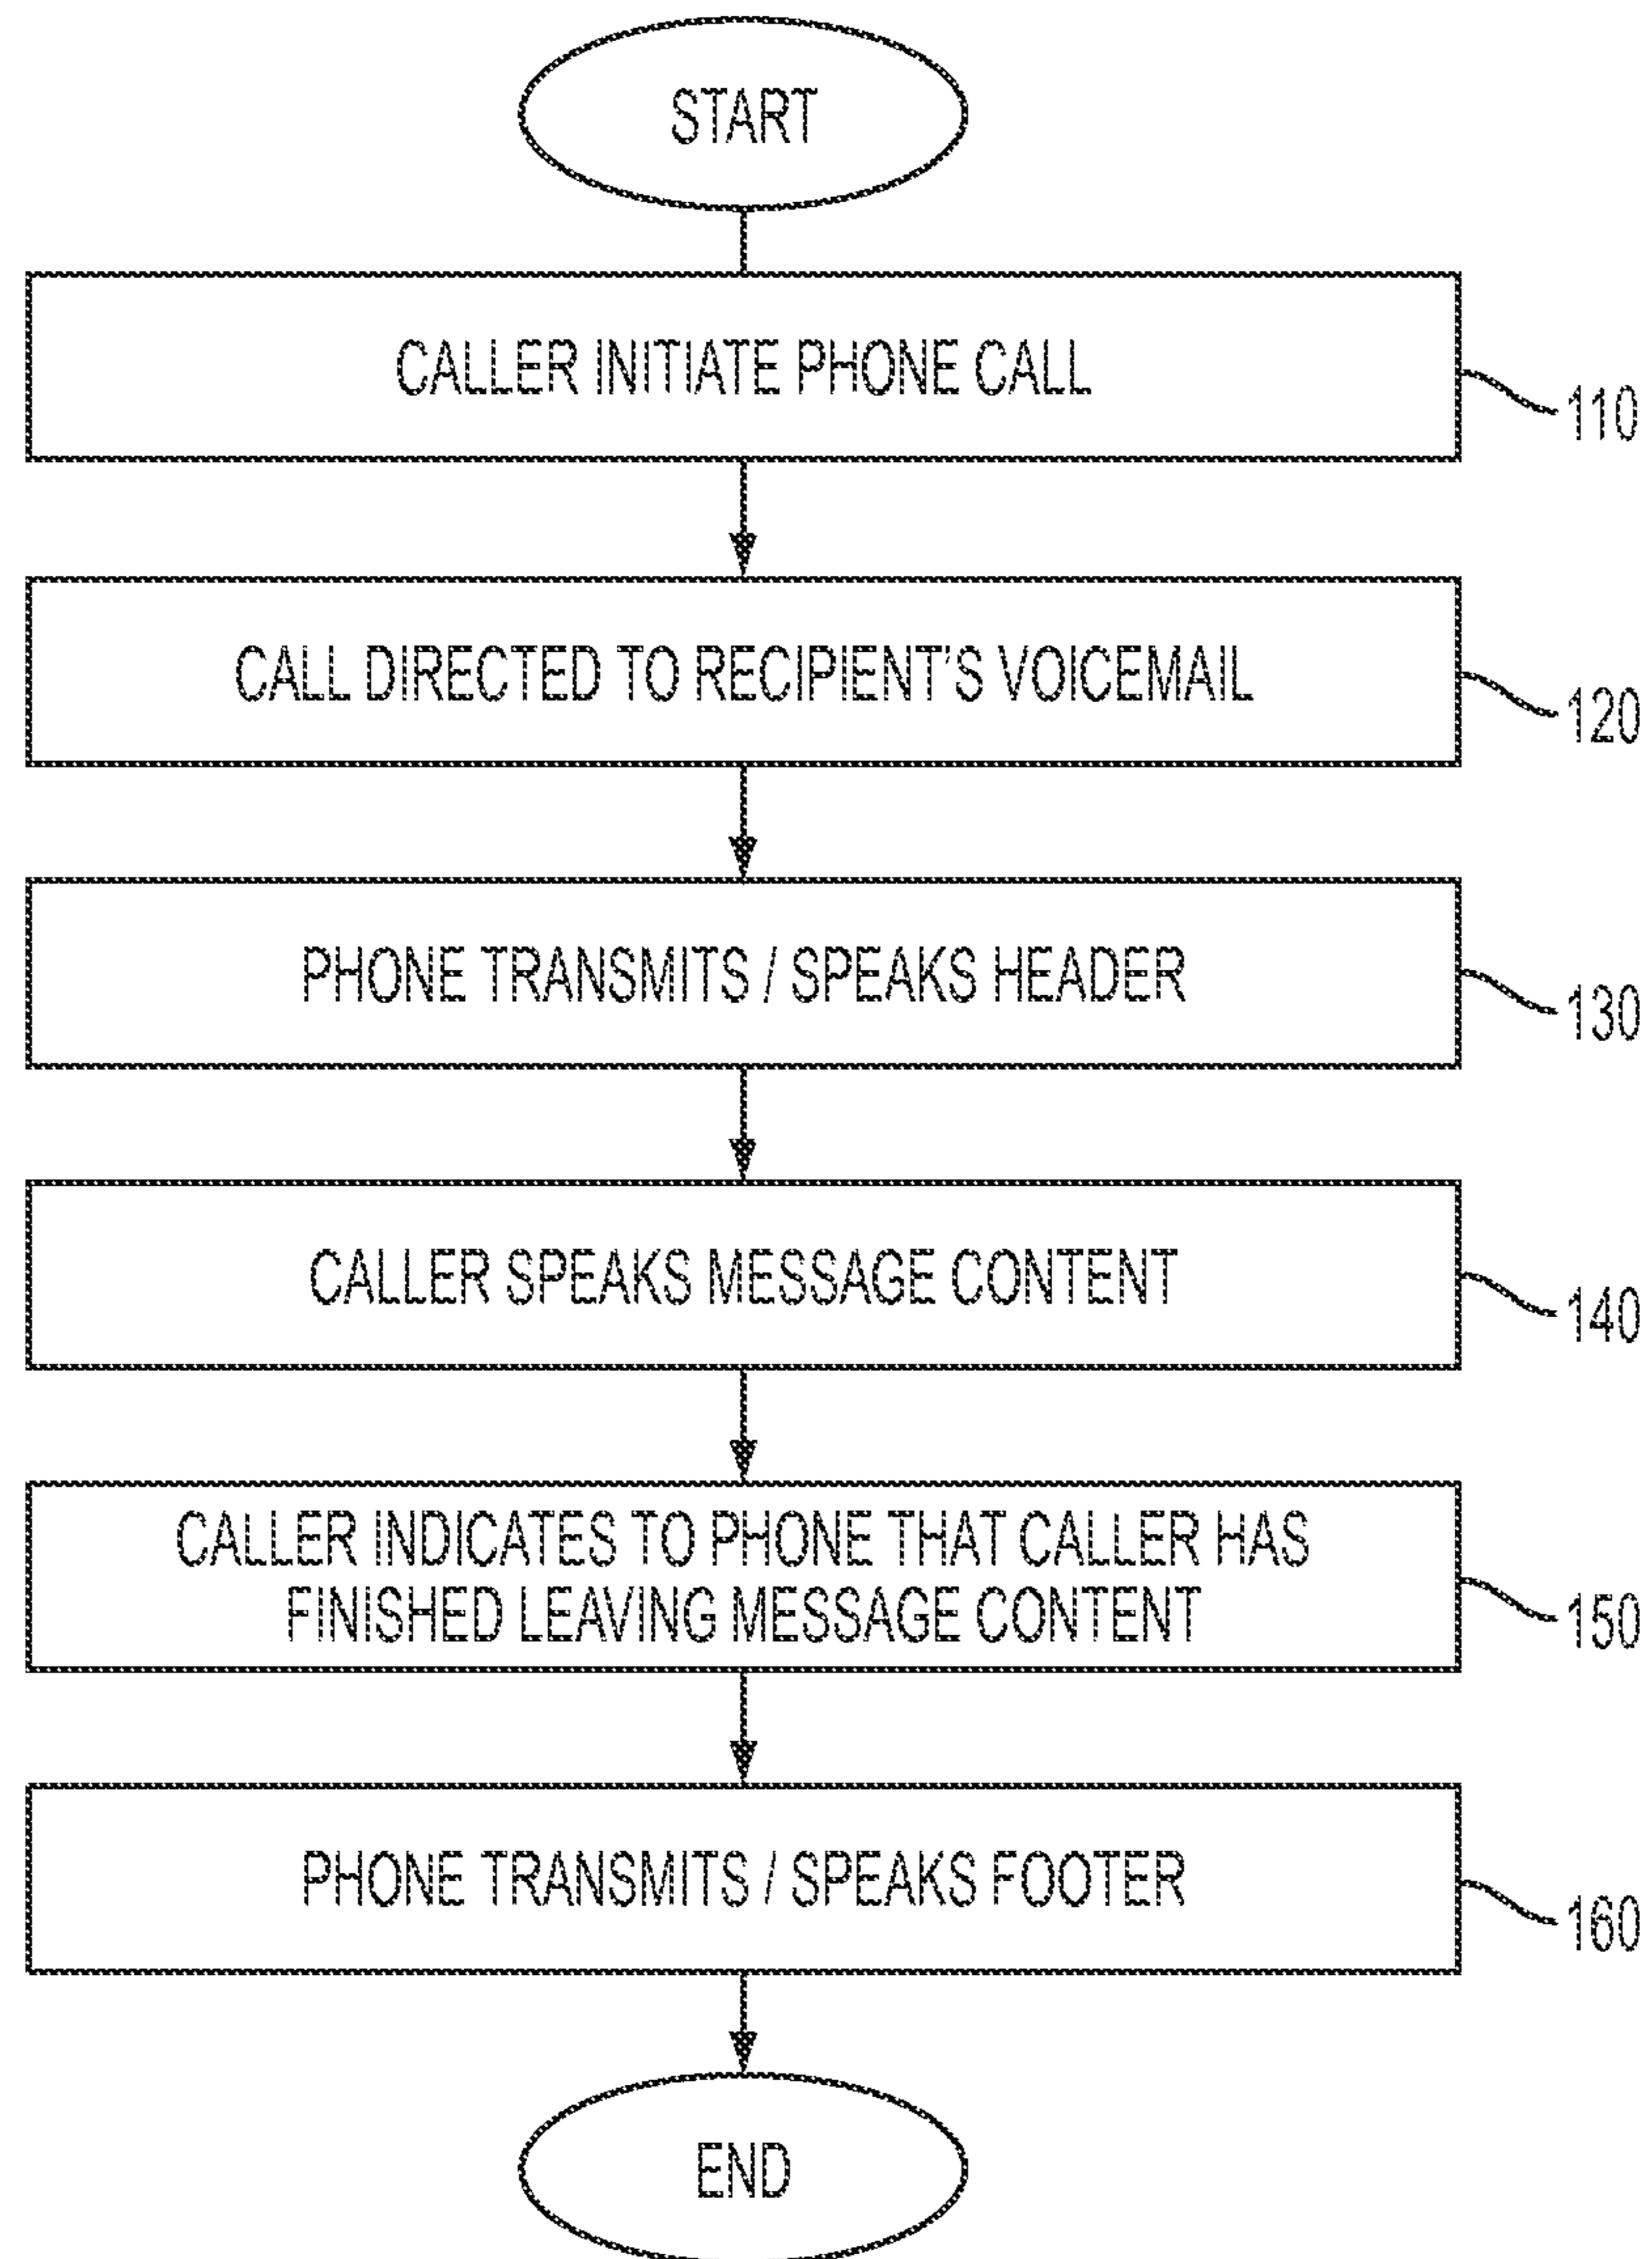 START
CALLER INITIATE PHONE CALL
110
CALL DIRECTED TO RECIPIENT'S VOICEMAIL
120
PHONE TRANSMITS / SPEAKS HEADER
130
CALLER SPEAKS MESSAGE CONTENT
140
CALLER INDICATES TO PHONE THAT CALLER HAS
FINISHED LEAVING MESSAGE CONTENT
150
PHONE TRANSMITS / SPEAKS FOOTER
160
END